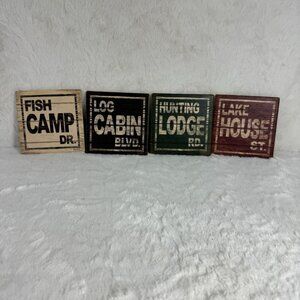 FISH
CAMP
DR.
LOG
CABIN
BLVD.
HUNTING
LODGE
RD.
LAKE
HOUSE
ST.